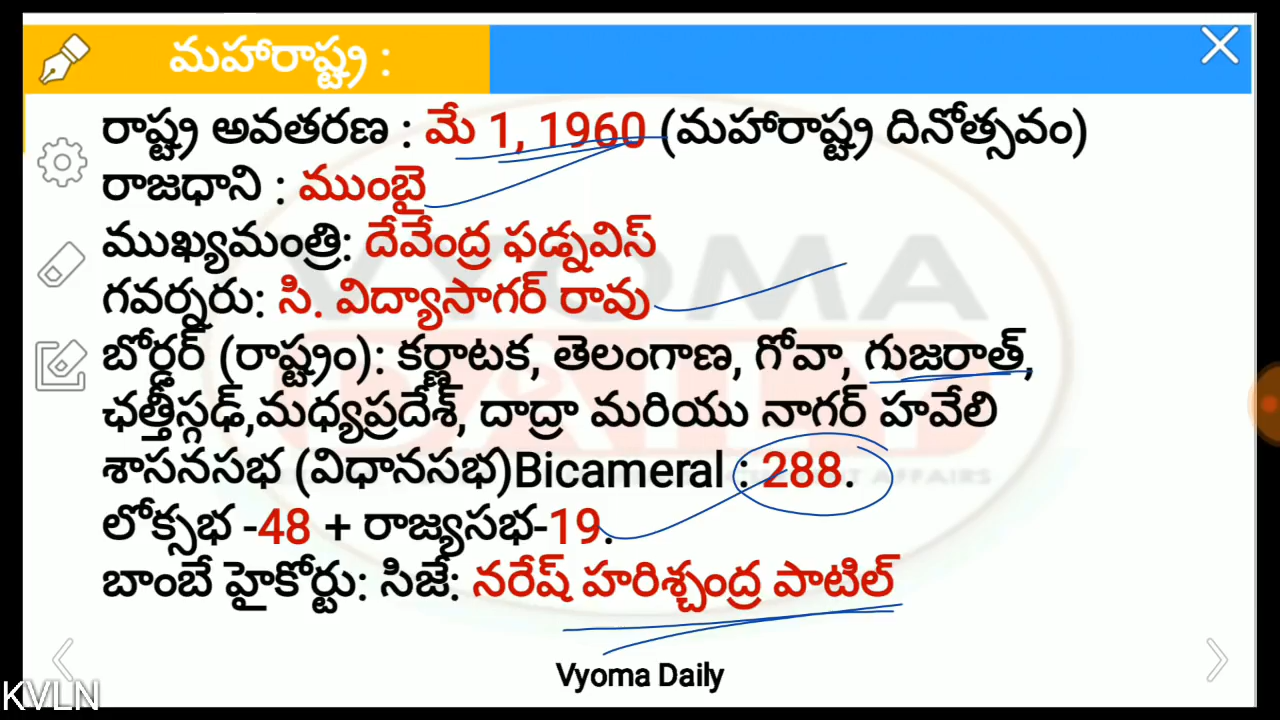 మహారాష్ట్ర :
రాష్ట్ర అవతరణ : మే 1, 1960 (మహారాష్ట్ర దినోత్సవం)
రాజధాని : ముంబై
ముఖ్యమంత్రి: దేవేంద్ర ఫడ్నవిస్
గవర్నరు: సి. విద్యాసాగర్ రావు
బోర్డర్ (రాష్ట్రం): కర్ణాటక, తెలంగాణ, గోవా, గుజరాత్,
ఛత్తీస్గఢ్,మధ్యప్రదేశ్, దాద్రా మరియు నాగర్ హవేలి
శాసనసభ (విధానసభ)Bicameral : 288.
లోక్సభ -48 + రాజ్యసభ-19.
బాంబే హైకోర్టు: సిజే: నరేష్ హరిశ్చంద్ర పాటిల్
Vyoma Daily
KVLN